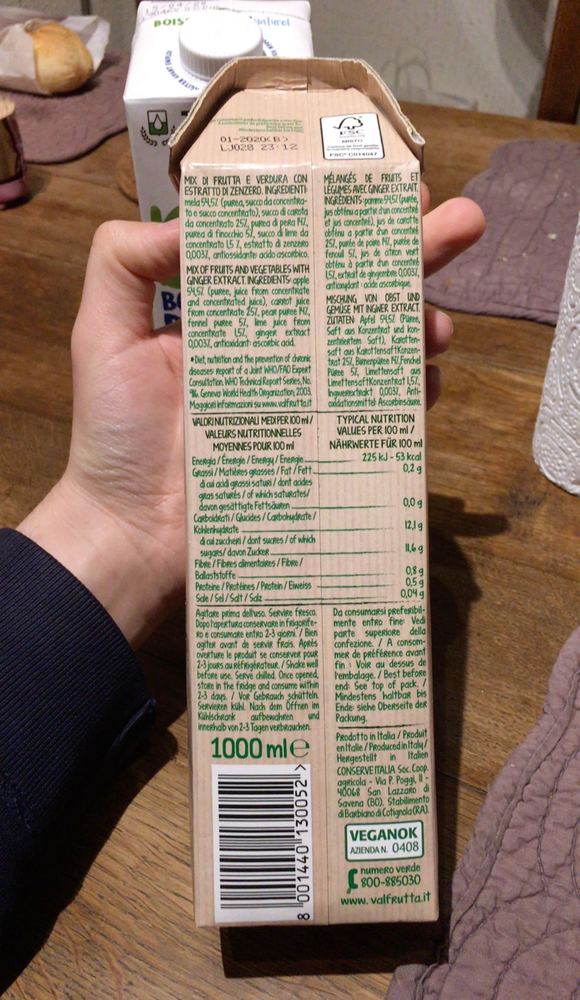 BOIS
naturel
01-2020(B)
LJ028 23:12
FSC
MISTO
FSC® C014047
MIX DI FRUTTA E VERDURA CON
ESTRATTO DI ZENZERO. INGREDIENTI:
mela 54,5% (purea, succo da concentra-
to e succo concentrato), succo di carota
da concentrato 25%, purea di pera 14%,
purea di finocchio 5%, succo di lime da
concentrato 1,5 %, estratto di zenzero
0,003%, antiossidante: acido ascorbico.
MIX OF FRUITS AND VEGETABLES WITH
GINGER EXTRACT. INGREDIENTS: apple
54,5% (puree, juice from concentrate
and concentrated juice), carrot juice
from concentrate 25%, pear puree 14%,
fennel puree 5%, lime juice from
concentrate 1,5%, ginger extract
0,003%, antioxidant: ascorbic acid.
*Diet, nutrition and the prevention of chronic
diseases report of a Joint WHO/FAO Expert
Consultation. WHO Technical Report Series, No.
916. Geneva: World Health Organization; 2003.
Maggiori informazioni su www.valfrutta.it
MÉLANGES DE FRUITS ET
LÉGUMES AVEC GINGER EXTRAIT.
INGRÉDIENTS: pomme 54,5% (purée,
jus obtenu à partir d'un concentré
et jus concentré), jus de carotte
obtenu à partir d'un concentré
25%, purée de poire 14%, purée de
fenouil 5%, jus de citron vert
obtenu à partir d'un concentré
1,5%, extrait de gingembre 0,003%,
antioxydant : acide ascorbique.
MISCHUNG VON OBST UND
GEMÜSE MIT INGWER EXTRAKT.
ZUTATEN: Apfel 54,5% (Püree,
Saft aus Konzentrat und kon-
zentriertem Saft), Karotten-
saft aus Karottensaftkonzen-
trat 25%, Birnenpüree 14%, Fenchel
Püree 5%, Limettensaft aus
Limettensaftkonzentrat 1,5%,
Ingwerextrakt 0,003%, Anti-
oxidationsmittel: Ascorbinsäure.
VALORI NUTRIZIONALI MEDI PER 100 ml /
VALEURS NUTRITIONNELLES
MOYENNES POUR 100 ml
TYPICAL NUTRITION
VALUES PER 100 ml /
NÄHRWERTE FÜR 100 ml
Energia / Énergie / Energy / Energie 225 kJ - 53 kcal
Grassi / Matières grasses / Fat / Fett 0,2 g
di cui acidi grassi saturi / dont acides
gras saturés / of which saturates/
davon gesättigte Fettsäuren 0,0 g
Carboidrati / Glucides / Carbohydrate /
Kohlenhydrate 12,1 g
di cui zuccheri / dont sucres / of which
sugars/ davon Zucker 11,6 g
Fibre / Fibres alimentaires / Fibre /
Ballaststoffe 0,8 g
Proteine / Protéines / Protein / Eiweiss 0,5 g
Sale / Sel / Salt / Salz 0,04 g
Agitare prima dell'uso. Servire fresco.
Dopo l'apertura conservare in frigorife-
ro e consumare entro 2-3 giorni. / Bien
agiter avant de servir frais. Après
ouverture le produit se conserver pour
2-3 jours au réfrigérateur. / Shake well
before use. Serve chilled. Once opened,
store in the fridge and consume within
2-3 days. / Vor Gebrauch schütteln.
Servieren kühl. Nach dem Öffnen im
Kühlschrank aufbewahren und
innerhalb von 2-3 Tagen verbrauchen.
1000 ml e
8 001440 130052 >
Da consumarsi preferibil-
mente entro fine: Vedi
parte superiore della
confezione. / A consom-
mer de préférence avant
fin : Voir au dessus de
l'embalage. / Best before
end: See top of pack. /
Mindestens haltbar bis
Ende: siehe Oberseite der
Packung.
Prodotto in Italia / Produit
en Italie / Produced in Italy/
Hergestellt in Italien
CONSERVE ITALIA Soc. Coop.
agricola - Via P. Poggi, 11 -
40068 San Lazzaro di
Savena (BO). Stabilimento
di Barbiano di Cotignola (RA).
VEGANOK
AZIENDA N. 0408
numero verde
800-885030
www.valfrutta.it